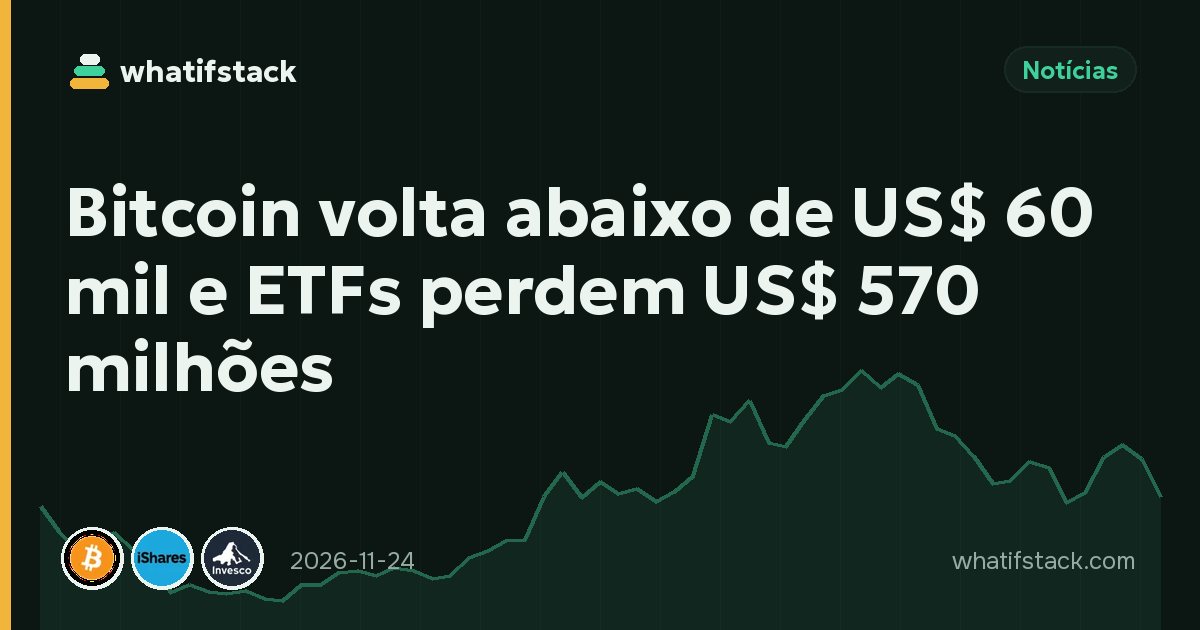 whatifstack
Notícias
Bitcoin volta abaixo de US$ 60
mil e ETFs perdem US$ 570
milhões
iShares
Invesco
2026-11-24
whatifstack.com